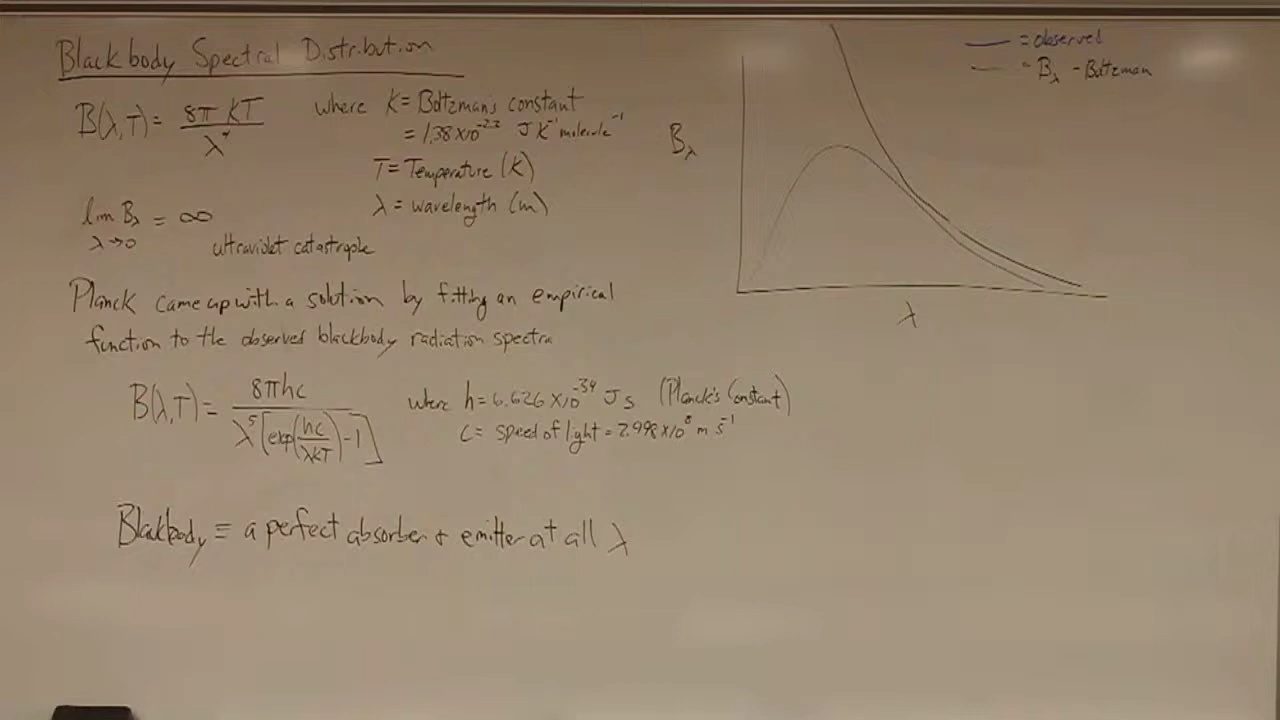 Blackbody Spectral Distribution
B(λ,T) = 8π KT / λ⁴ where K = Boltzman's constant
= 1.38×10⁻²³ J K⁻¹ molecule⁻¹
T = Temperature (K)
λ = wavelength (m)
lim B_λ = ∞
λ→0
ultraviolet catastrophe
Planck came up with a solution by fitting an empirical
function to the observed blackbody radiation spectra
B(λ,T) = 8πhc / λ⁵[exp(hc/λKT)-1] where h = 6.626×10⁻³⁴ J s (Planck's Constant)
c = speed of light = 2.998×10⁸ m s⁻¹
Blackbody ≡ a perfect absorber + emitter at all λ
= observed
= B_λ - Boltzman
B_λ
λ